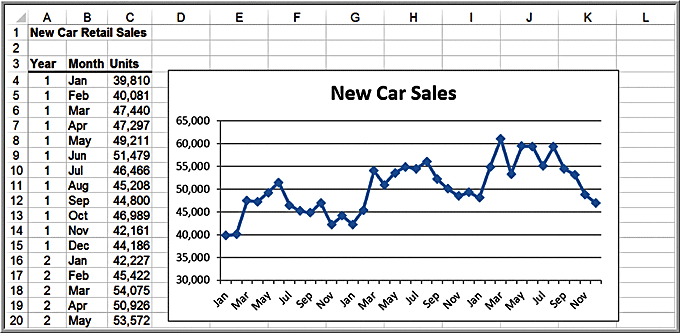 A B C D E F G H I J K L
1 New Car Retail Sales
2
3 Year Month Units
4 1 Jan 39,810
5 1 Feb 40,081
6 1 Mar 47,440
7 1 Apr 47,297
8 1 May 49,211
9 1 Jun 51,479
10 1 Jul 46,466
11 1 Aug 45,208
12 1 Sep 44,800
13 1 Oct 46,989
14 1 Nov 42,161
15 1 Dec 44,186
16 2 Jan 42,227
17 2 Feb 45,422
18 2 Mar 54,075
19 2 Apr 50,926
20 2 May 53,572
New Car Sales
65,000
60,000
55,000
50,000
45,000
40,000
35,000
30,000
Jan Mar May Jul Sep Nov Jan Mar May Jul Sep Nov Jan Mar May Jul Sep Nov